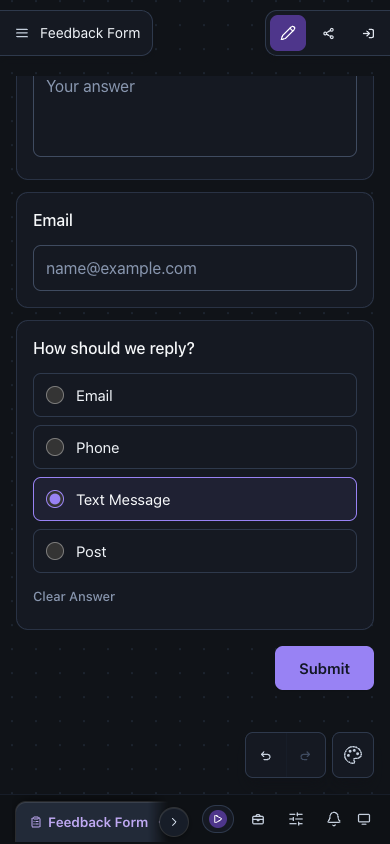 Feedback Form
Your answer
Email
name@example.com
How should we reply?
Email
Phone
Text Message
Post
Clear Answer
Submit
Feedback Form